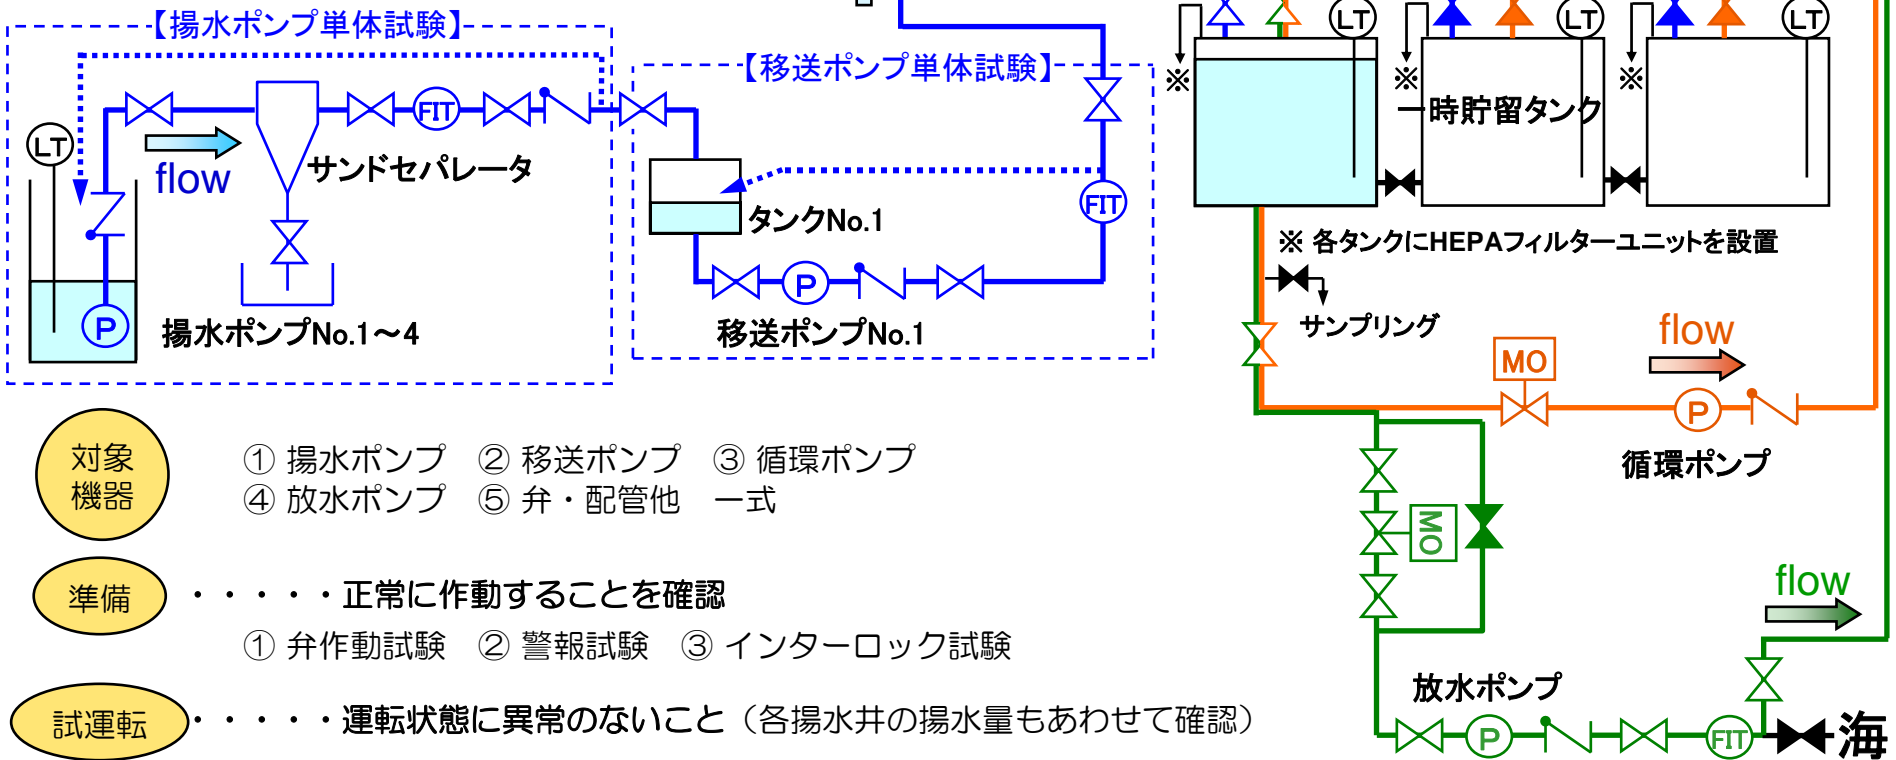 【揚水ポンプ単体試験】
【移送ポンプ単体試験】
LT
LT
LT
※
※
※
一時貯留タンク
FIT
LT
flow
サンドセパレータ
タンクNo.1
FIT
※ 各タンクにHEPAフィルターユニットを設置
P
P
揚水ポンプNo.1～4
移送ポンプNo.1
サンプリング
flow
MO
P
循環ポンプ
対象
機器
① 揚水ポンプ ② 移送ポンプ ③ 循環ポンプ
④ 放水ポンプ ⑤ 弁・配管他 一式
MO
準備
・・・・・正常に作動することを確認
① 弁作動試験 ② 警報試験 ③ インターロック試験
flow
試運転
・・・・・運転状態に異常のないこと（各揚水井の揚水量もあわせて確認）
放水ポンプ
P
FIT
海